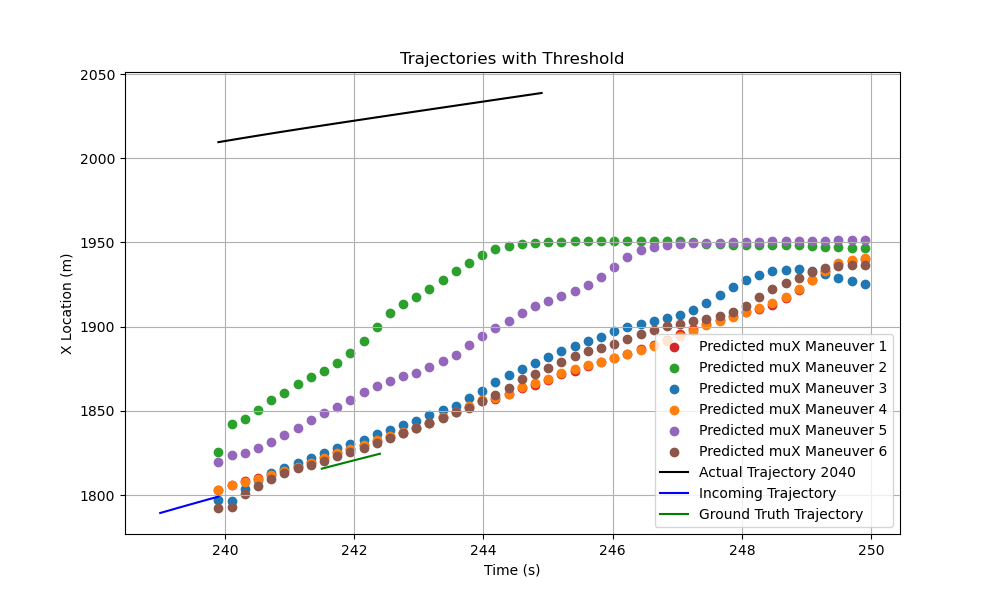 Trajectories with Threshold
X Location (m)
2050
2000
1950
1900
1850
1800
240
242
244
246
248
250
Time (s)
Predicted muX Maneuver 1
Predicted muX Maneuver 2
Predicted muX Maneuver 3
Predicted muX Maneuver 4
Predicted muX Maneuver 5
Predicted muX Maneuver 6
Actual Trajectory 2040
Incoming Trajectory
Ground Truth Trajectory